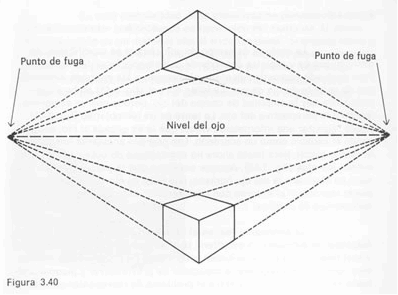 Punto de fuga
Punto de fuga
Nivel del ojo
Figura 3.40